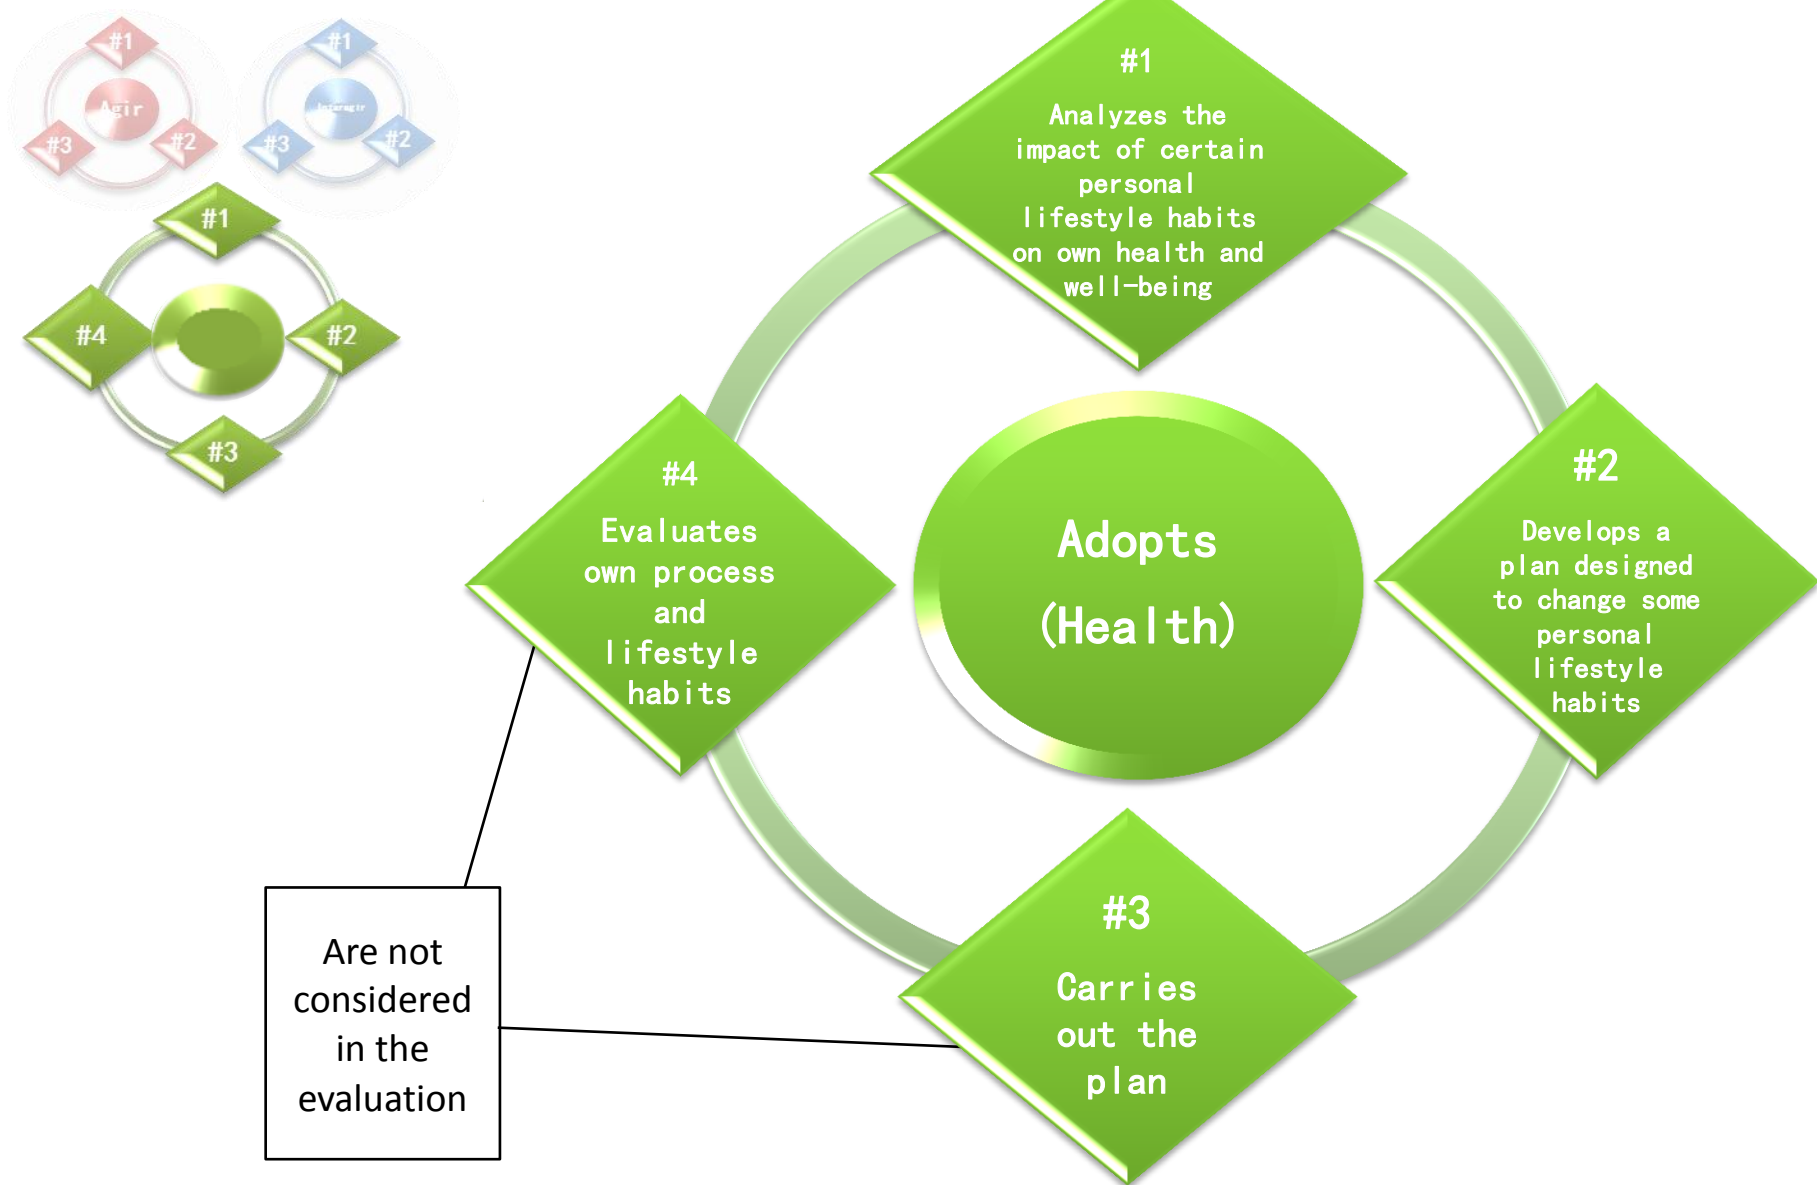 #1
Agir
#3
#2
#1
Interagir
#3
#2
#1
#4
#2
#3
#1
Analyzes the
impact of certain
personal
lifestyle habits
on own health and
well-being
#2
Develops a
plan designed
to change some
personal
lifestyle
habits
#3
Carries
out the
plan
#4
Evaluates
own process
and
lifestyle
habits
Adopts
(Health)
Are not
considered
in the
evaluation